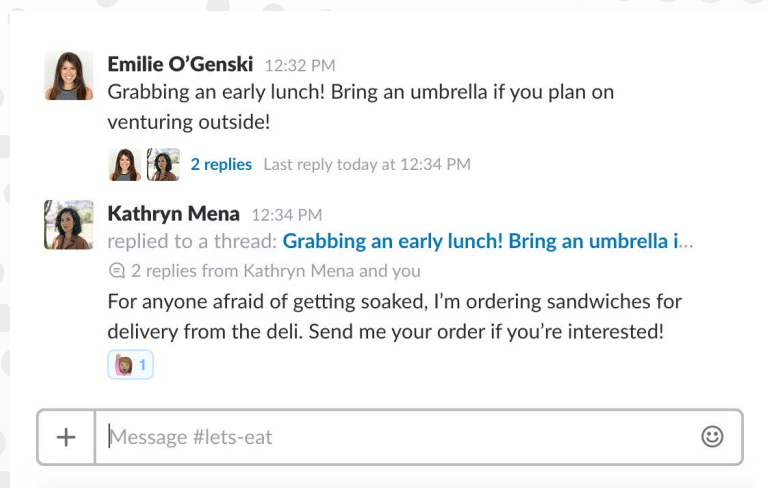 Emilie O’Genski 12:32 PM
Grabbing an early lunch! Bring an umbrella if you plan on
venturing outside!
2 replies Last reply today at 12:34 PM
Kathryn Mena 12:34 PM
replied to a thread: Grabbing an early lunch! Bring an umbrella i...
2 replies from Kathryn Mena and you
For anyone afraid of getting soaked, I’m ordering sandwiches for
delivery from the deli. Send me your order if you’re interested!
1
Message #lets-eat